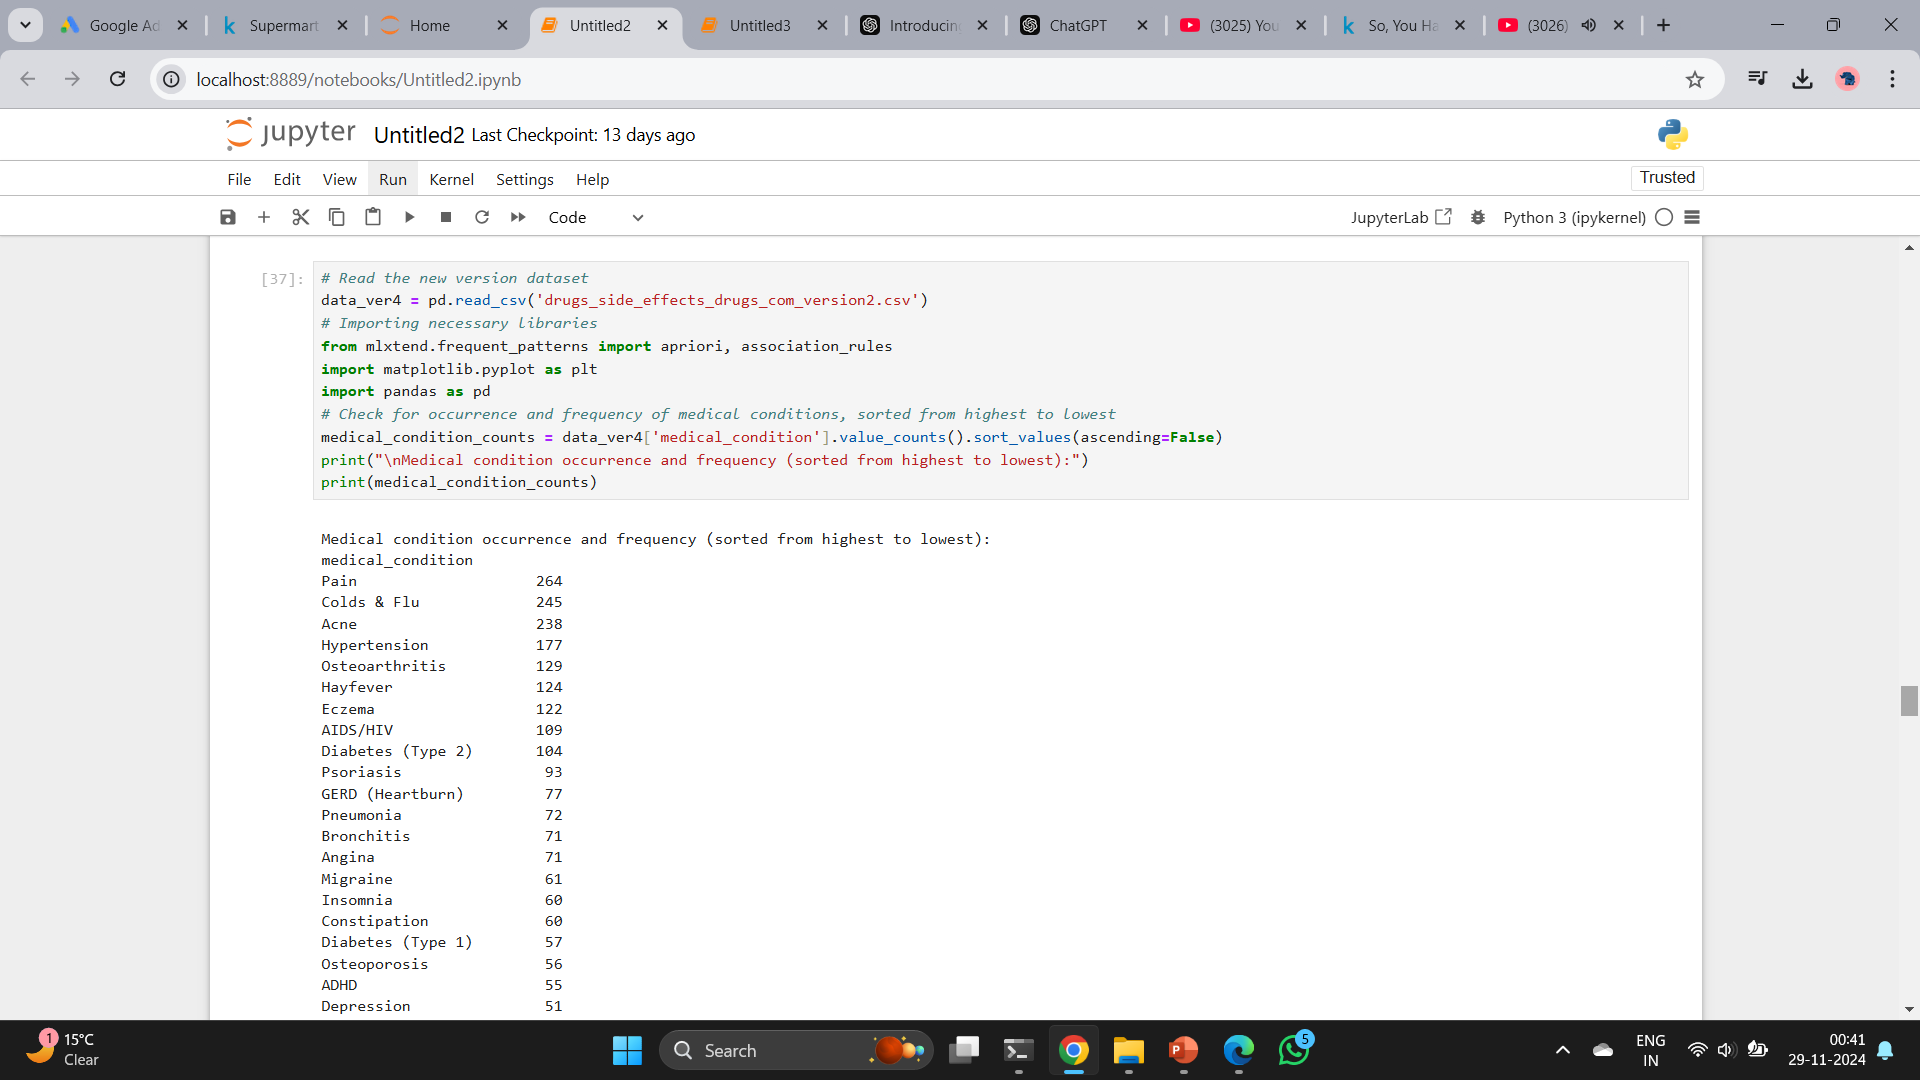 Google Ad
Supermart
Home
Untitled2
Untitled3
Introducin
ChatGPT
(3025) You
So, You Ha
(3026)
localhost:8889/notebooks/Untitled2.ipynb
jupyter Untitled2 Last Checkpoint: 13 days ago
File Edit View Run Kernel Settings Help
Trusted
Code
JupyterLab
Python 3 (ipykernel)
[37]:
# Read the new version dataset
data_ver4 = pd.read_csv('drugs_side_effects_drugs_com_version2.csv')
# Importing necessary libraries
from mlxtend.frequent_patterns import apriori, association_rules
import matplotlib.pyplot as plt
import pandas as pd
# Check for occurrence and frequency of medical conditions, sorted from highest to lowest
medical_condition_counts = data_ver4['medical_condition'].value_counts().sort_values(ascending=False)
print("\nMedical condition occurrence and frequency (sorted from highest to lowest):")
print(medical_condition_counts)
Medical condition occurrence and frequency (sorted from highest to lowest):
medical_condition
Pain 264
Colds & Flu 245
Acne 238
Hypertension 177
Osteoarthritis 129
Hayfever 124
Eczema 122
AIDS/HIV 109
Diabetes (Type 2) 104
Psoriasis 93
GERD (Heartburn) 77
Pneumonia 72
Bronchitis 71
Angina 71
Migraine 61
Insomnia 60
Constipation 60
Diabetes (Type 1) 57
Osteoporosis 56
ADHD 55
Depression 51
1
15°C
Clear
Search
P
5
ENG
IN
00:41
29-11-2024